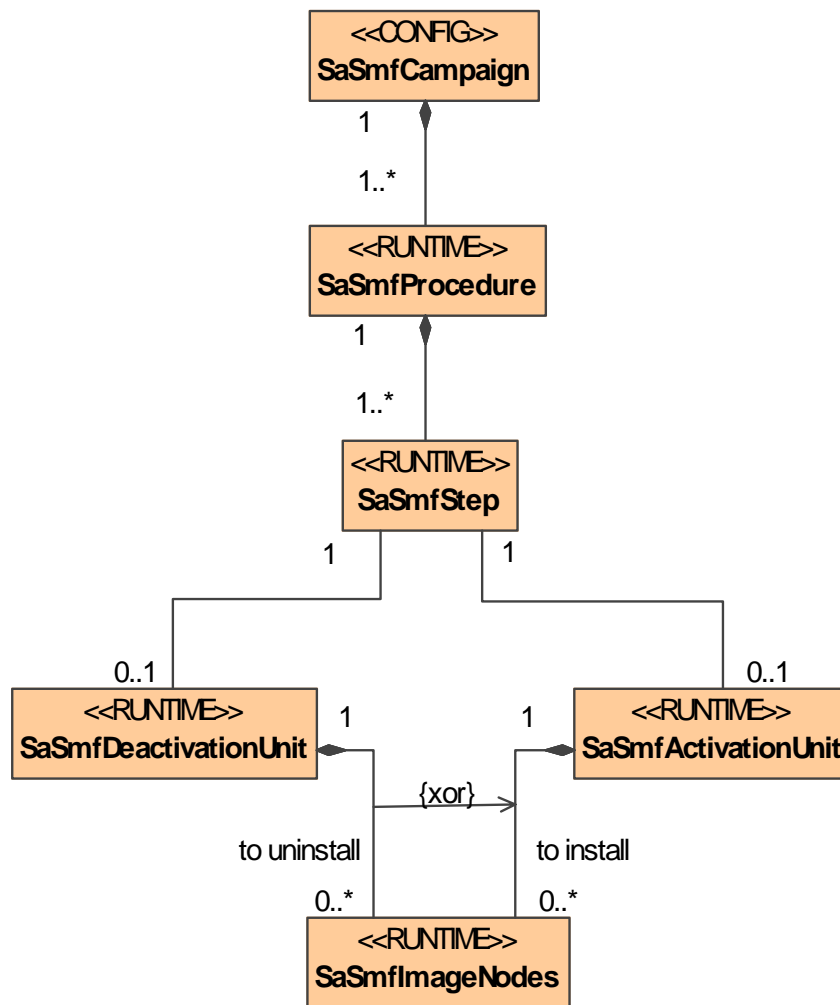 <<CONFIG>>
SaSmfCampaign
1
1..*
<<RUNTIME>>
SaSmfProcedure
1
1..*
<<RUNTIME>>
SaSmfStep
1 1
0..1 0..1
<<RUNTIME>> <<RUNTIME>>
SaSmfDeactivationUnit 1 1 SaSmfActivationUnit
{xor}
to uninstall to install
0..* 0..*
<<RUNTIME>>
SaSmfImageNodes